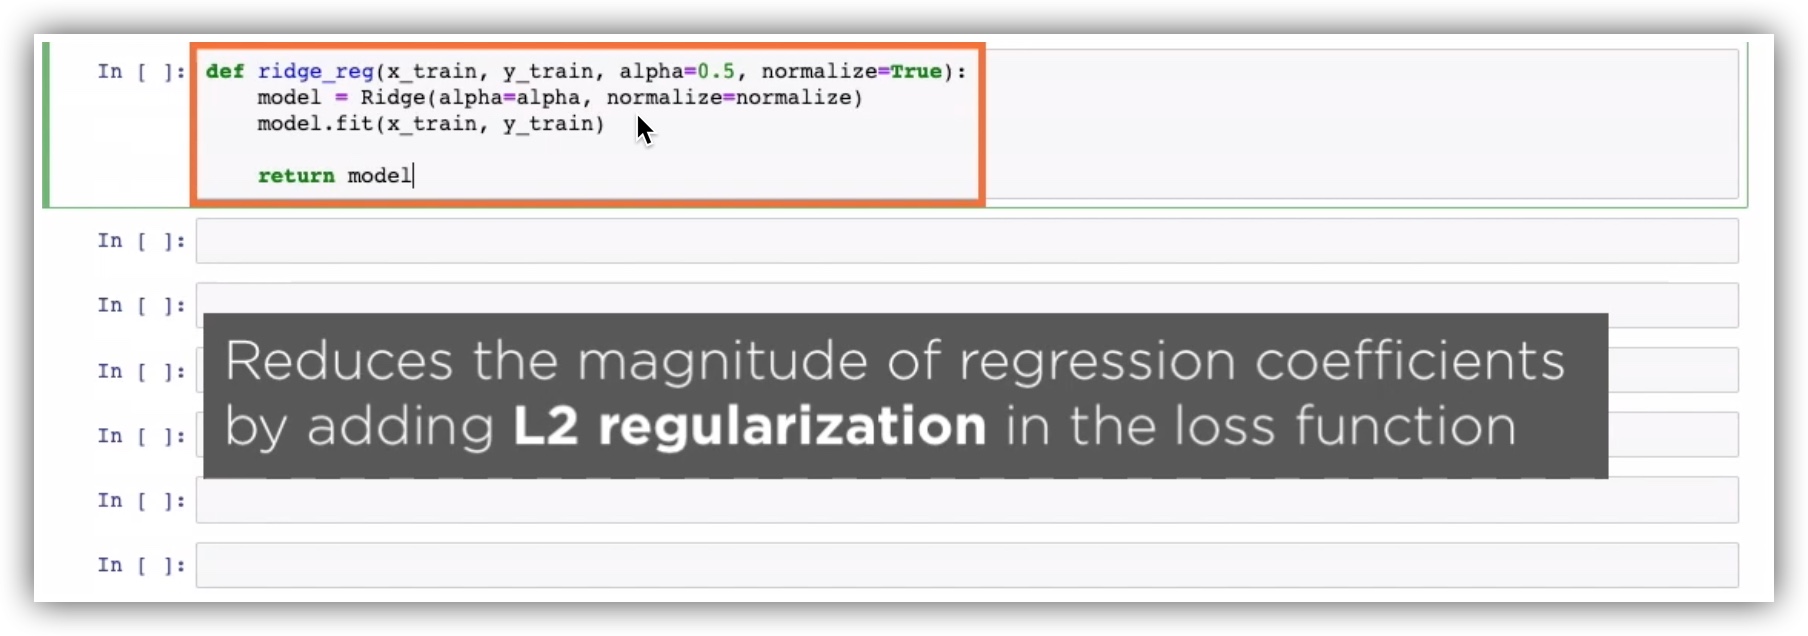 In [ ]: def ridge_reg(x_train, y_train, alpha=0.5, normalize=True):
model = Ridge(alpha=alpha, normalize=normalize)
model.fit(x_train, y_train)
return model
In [ ]:
In [ ]:
In [ ]:
In [ ]:
In [ ]:
In [ ]:
Reduces the magnitude of regression coefficients
by adding L2 regularization in the loss function